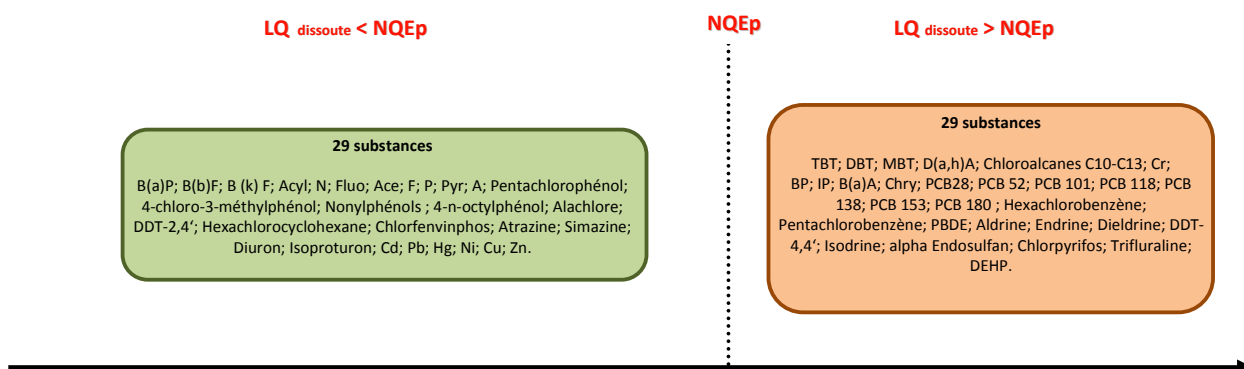 LQ dissoute < NQEp
NQEp
LQ dissoute > NQEp
29 substances
B(a)P; B(b)F; B (k) F; Acyl; N; Fluo; Ace; F; P; Pyr; A; Pentachlorophénol;
4-chloro-3-méthylphénol; Nonylphénols ; 4-n-octylphénol; Alachlore;
DDT-2,4‘; Hexachlorocyclohexane; Chlorfenvinphos; Atrazine; Simazine;
Diuron; Isoproturon; Cd; Pb; Hg; Ni; Cu; Zn.
29 substances
TBT; DBT; MBT; D(a,h)A; Chloroalcanes C10-C13; Cr;
BP; IP; B(a)A; Chry; PCB28; PCB 52; PCB 101; PCB 118; PCB
138; PCB 153; PCB 180 ; Hexachlorobenzène;
Pentachlorobenzène; PBDE; Aldrine; Endrine; Dieldrine; DDT-
4,4‘; Isodrine; alpha Endosulfan; Chlorpyrifos; Trifluraline;
DEHP.